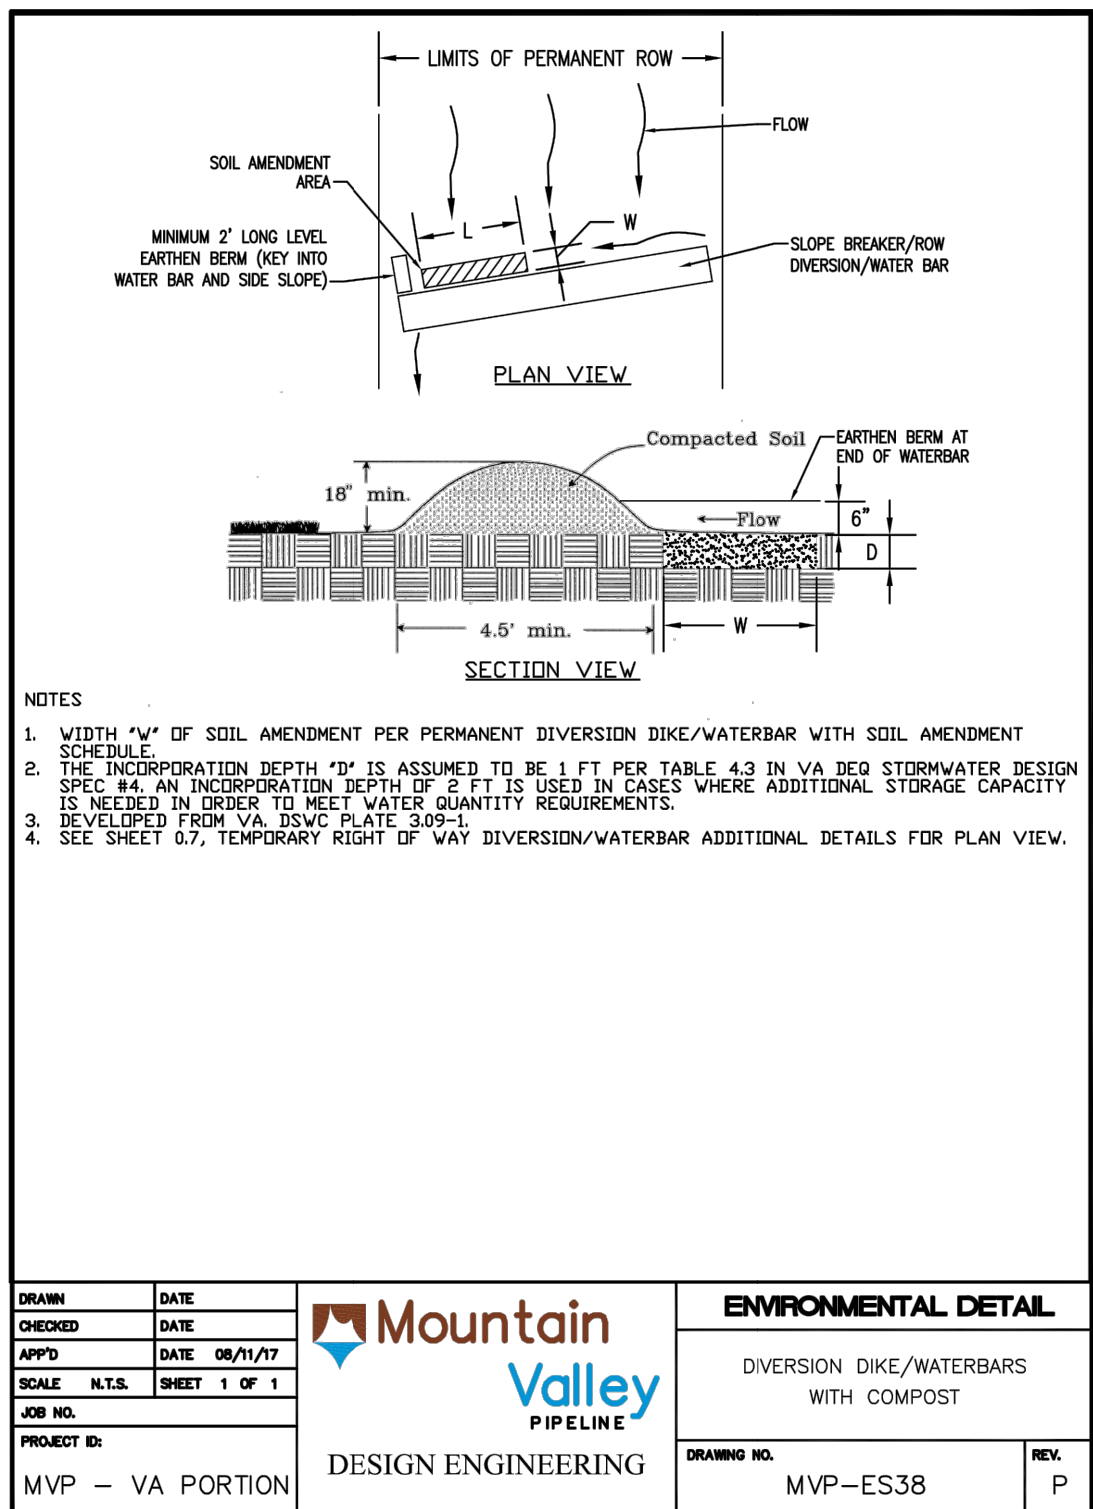 LIMITS OF PERMANENT ROW
FLOW
SOIL AMENDMENT
AREA
L
W
MINIMUM 2' LONG LEVEL
EARTHEN BERM (KEY INTO
WATER BAR AND SIDE SLOPE)
SLOPE BREAKER/ROW
DIVERSION/WATER BAR
PLAN VIEW
Compacted Soil
EARTHEN BERM AT
END OF WATERBAR
18" min.
Flow
6"
D
4.5' min.
W
SECTION VIEW
NOTES
1. WIDTH "W" OF SOIL AMENDMENT PER PERMANENT DIVERSION DIKE/WATERBAR WITH SOIL AMENDMENT
SCHEDULE.
2. THE INCORPORATION DEPTH "D" IS ASSUMED TO BE 1 FT PER TABLE 4.3 IN VA DEQ STORMWATER DESIGN
SPEC #4. AN INCORPORATION DEPTH OF 2 FT IS USED IN CASES WHERE ADDITIONAL STORAGE CAPACITY
IS NEEDED IN ORDER TO MEET WATER QUANTITY REQUIREMENTS.
3. DEVELOPED FROM VA. DSWC PLATE 3.09-1.
4. SEE SHEET 0.7, TEMPORARY RIGHT OF WAY DIVERSION/WATERBAR ADDITIONAL DETAILS FOR PLAN VIEW.
DRAWN DATE
CHECKED DATE
APP'D DATE 08/11/17
SCALE N.T.S. SHEET 1 OF 1
JOB NO.
PROJECT ID:
MVP - VA PORTION
Mountain
Valley
PIPELINE
DESIGN ENGINEERING
ENVIRONMENTAL DETAIL
DIVERSION DIKE/WATERBARS
WITH COMPOST
DRAWING NO.
MVP-ES38
REV.
P